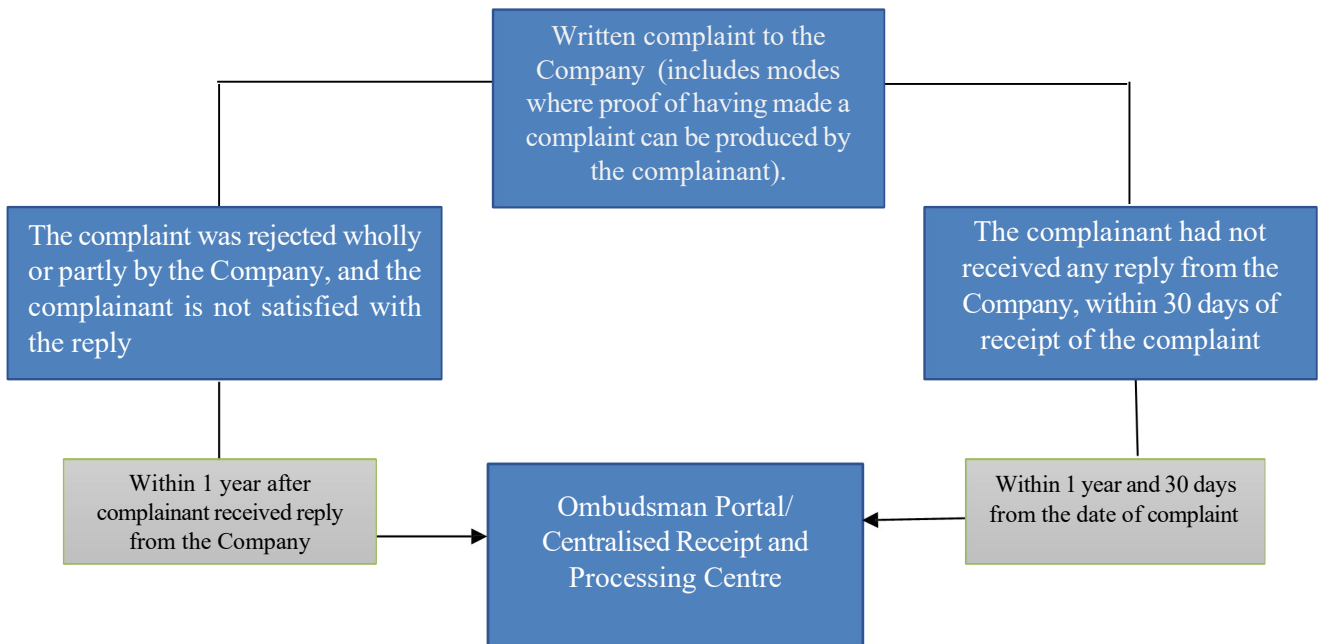 Written complaint to the
Company (includes modes
where proof of having made a
complaint can be produced by
the complainant).
The complaint was rejected wholly
or partly by the Company, and the
complainant is not satisfied with
the reply
The complainant had not
received any reply from the
Company, within 30 days of
receipt of the complaint
Within 1 year after
complainant received reply
from the Company
Ombudsman Portal/
Centralised Receipt and
Processing Centre
Within 1 year and 30 days
from the date of complaint